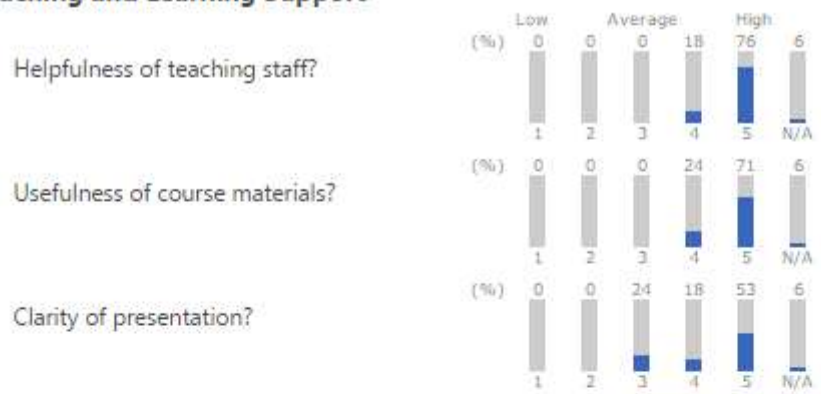 Learning Support
Low Average High
(%) 0 0 0 18 76 6
Helpfulness of teaching staff?
1 2 3 4 5 N/A
(%) 0 0 0 24 71 6
Usefulness of course materials?
1 2 3 4 5 N/A
(%) 0 0 24 18 53 6
Clarity of presentation?
1 2 3 4 5 N/A